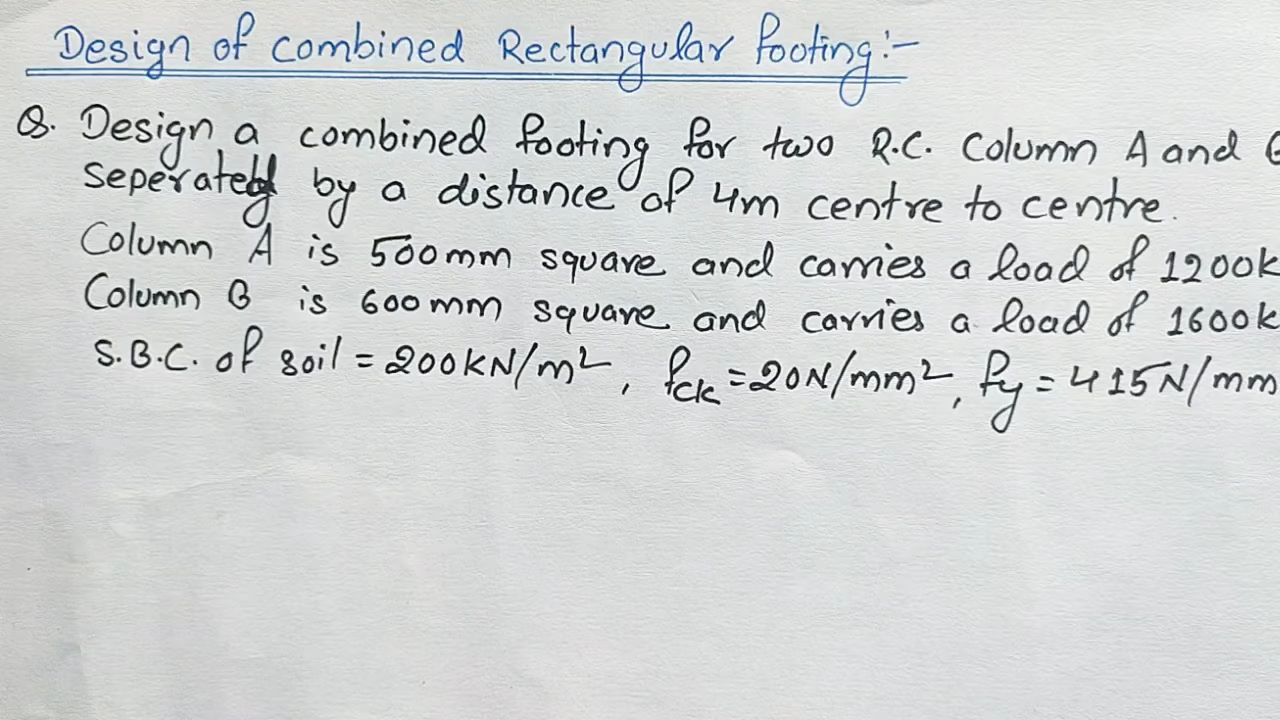 Design of combined Rectangular footing:-
Q. Design a combined footing for two R.C. Column A and
seperated by a distance of 4m centre to centre.
Column A is 500mm square and carries a load of 1200k
Column B is 600mm square and carries a load of 1600k
S.B.C. of soil = 200KN/m², fck = 20N/mm², fy = 415N/mm